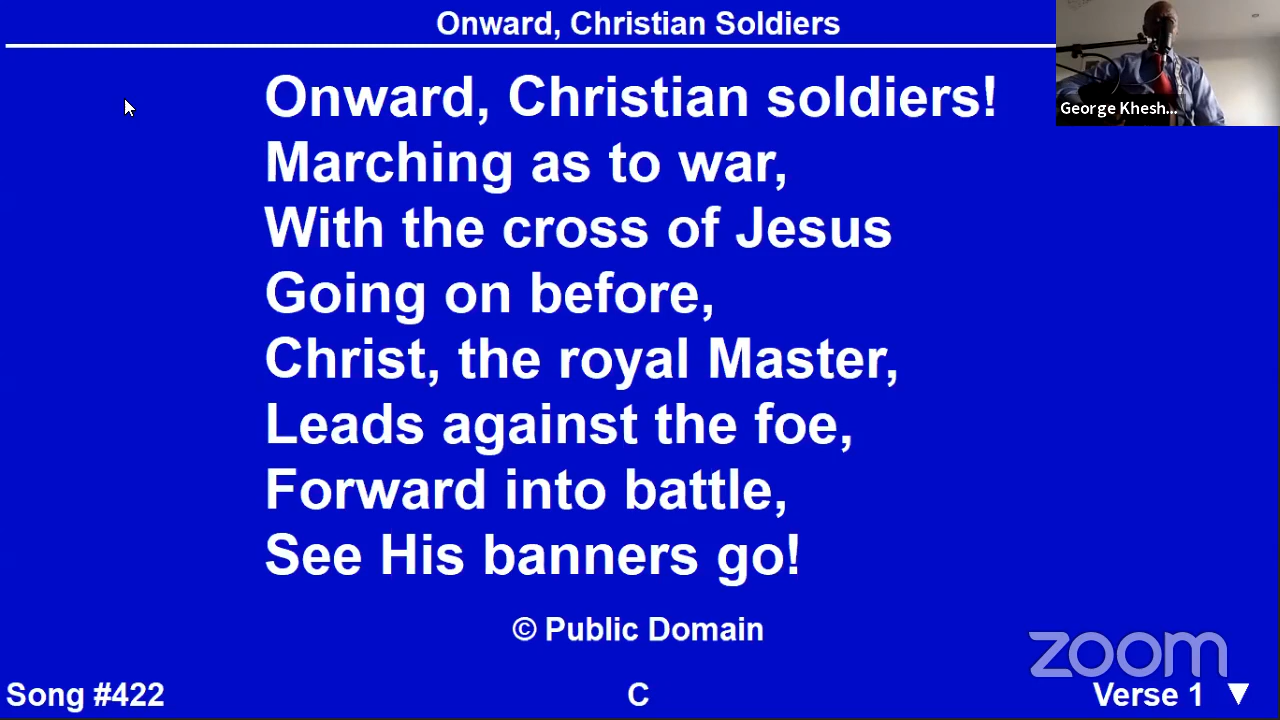 Onward, Christian Soldiers
George Khesh...
Onward, Christian soldiers!
Marching as to war,
With the cross of Jesus
Going on before,
Christ, the royal Master,
Leads against the foe,
Forward into battle,
See His banners go!
© Public Domain
zoom
Song #422
C
Verse 1 ▼